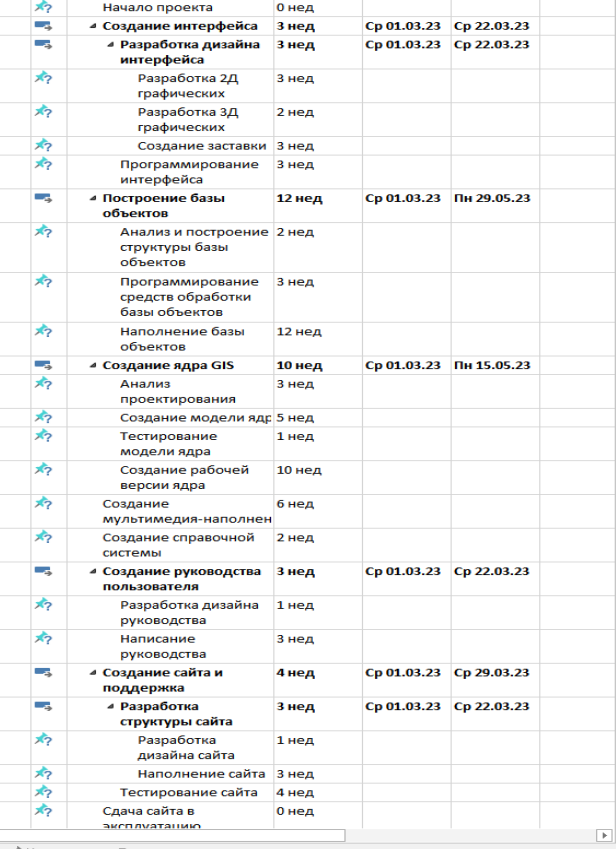 Начало проекта 0 нед
Создание интерфейса 3 нед Ср 01.03.23 Ср 22.03.23
Разработка дизайна 3 нед Ср 01.03.23 Ср 22.03.23
интерфейса
Разработка 2Д 3 нед
графических
Разработка 3Д 2 нед
графических
Создание заставки 3 нед
Программирование 3 нед
интерфейса
Построение базы 12 нед Ср 01.03.23 Пн 29.05.23
объектов
Анализ и построение 2 нед
структуры базы
объектов
Программирование 3 нед
средств обработки
базы объектов
Наполнение базы 12 нед
объектов
Создание ядра GIS 10 нед Ср 01.03.23 Пн 15.05.23
Анализ 3 нед
проектирования
Создание модели ядр 5 нед
Тестирование 1 нед
модели ядра
Создание рабочей 10 нед
версии ядра
Создание 6 нед
мультимедия-наполнен
Создание справочной 2 нед
системы
Создание руководства 3 нед Ср 01.03.23 Ср 22.03.23
пользователя
Разработка дизайна 1 нед
руководства
Написание 3 нед
руководства
Создание сайта и 4 нед Ср 01.03.23 Ср 29.03.23
поддержка
Разработка 3 нед Ср 01.03.23 Ср 22.03.23
структуры сайта
Разработка 1 нед
дизайна сайта
Наполнение сайта 3 нед
Тестирование сайта 4 нед
Сдача сайта в 0 нед
эксплуатацию